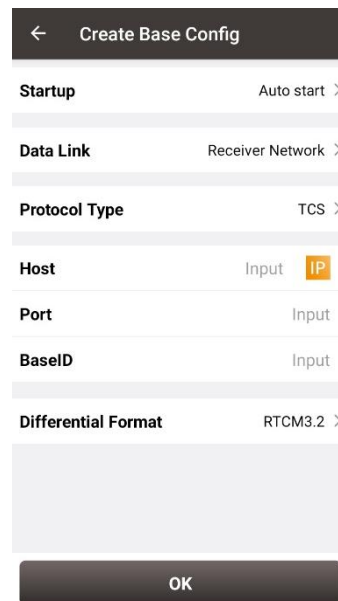 ← Create Base Config
Startup Auto start >
Data Link Receiver Network >
Protocol Type TCS >
Host Input IP
Port Input
BaseID Input
Differential Format RTCM3.2 >
OK